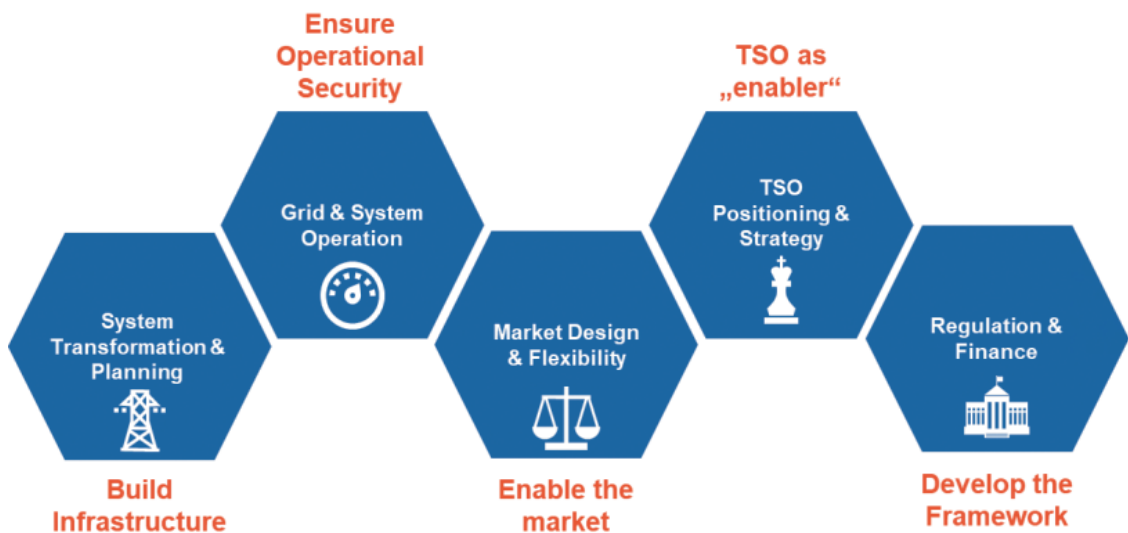 Ensure
Operational
Security
TSO as
„enabler“
Grid & System
Operation
TSO
Positioning &
Strategy
System
Transformation &
Planning
Market Design
& Flexibility
Regulation &
Finance
Build
Infrastructure
Enable the
market
Develop the
Framework